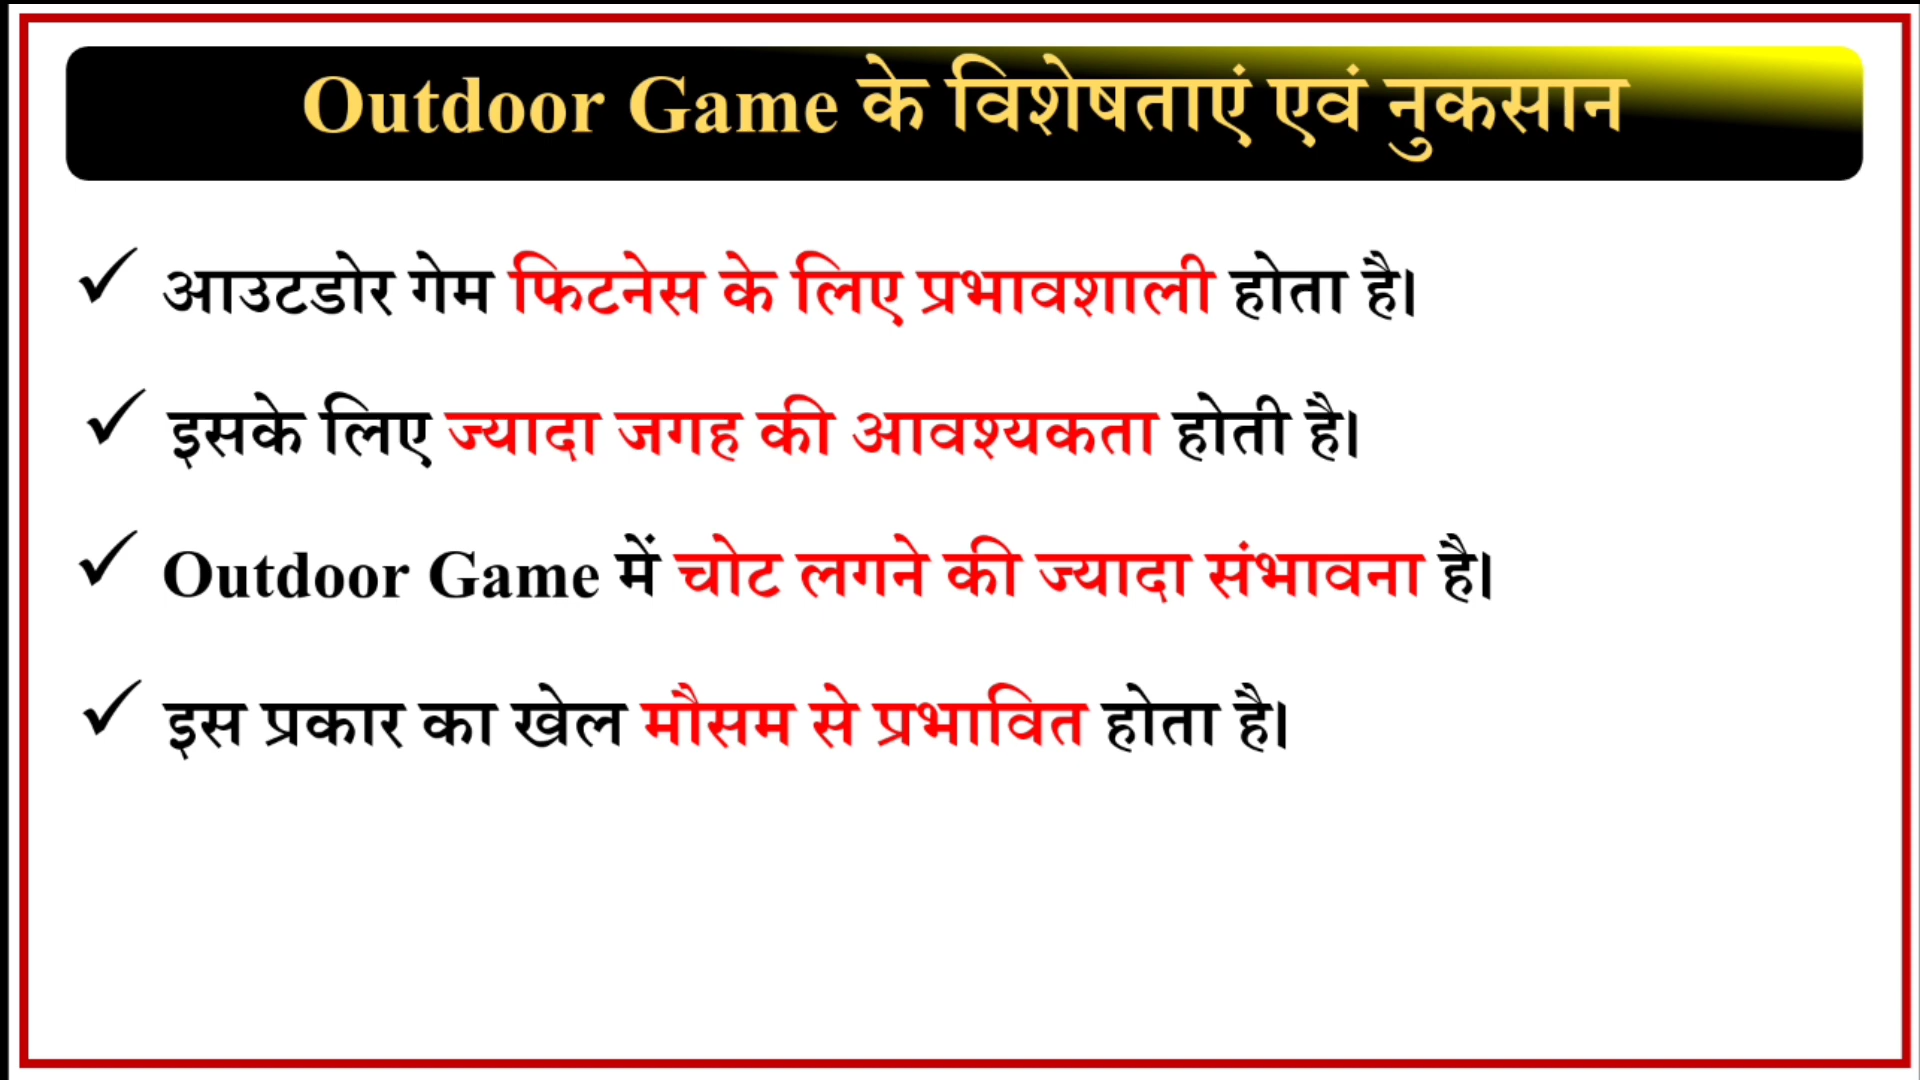 Outdoor Game के विशेषताएं एवं नुकसान
✓ आउटडोर गेम फिटनेस के लिए प्रभावशाली होता है।
✓ इसके लिए ज्यादा जगह की आवश्यकता होती है।
✓ Outdoor Game में चोट लगने की ज्यादा संभावना है।
✓ इस प्रकार का खेल मौसम से प्रभावित होता है।